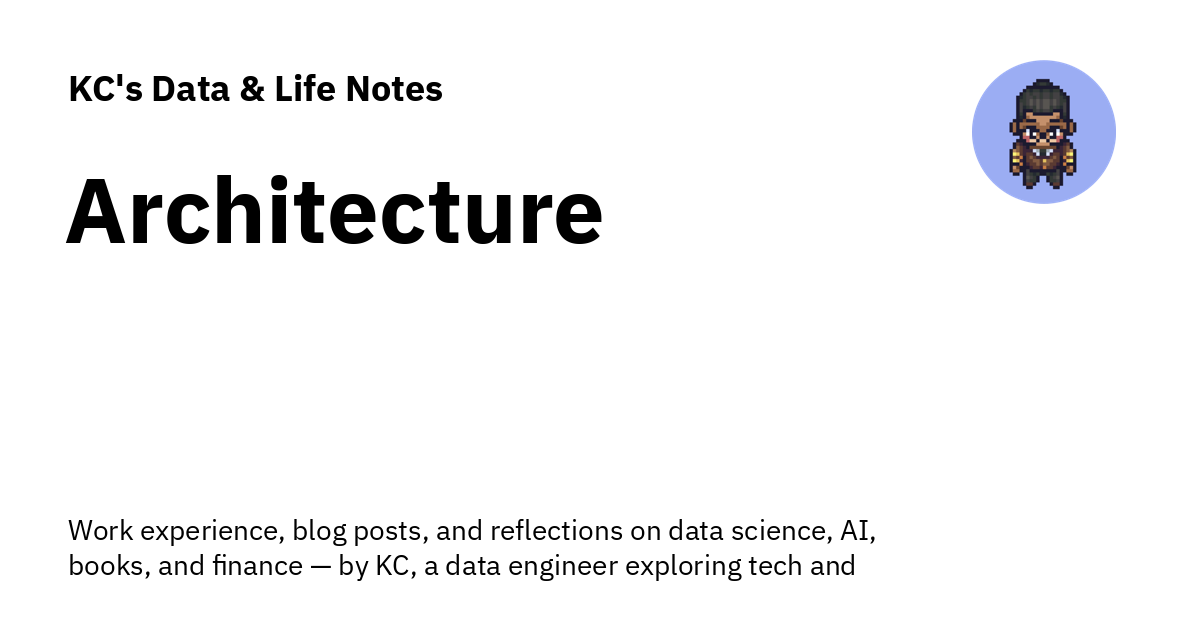 KC's Data & Life Notes
Architecture
Work experience, blog posts, and reflections on data science, AI,
books, and finance — by KC, a data engineer exploring tech and